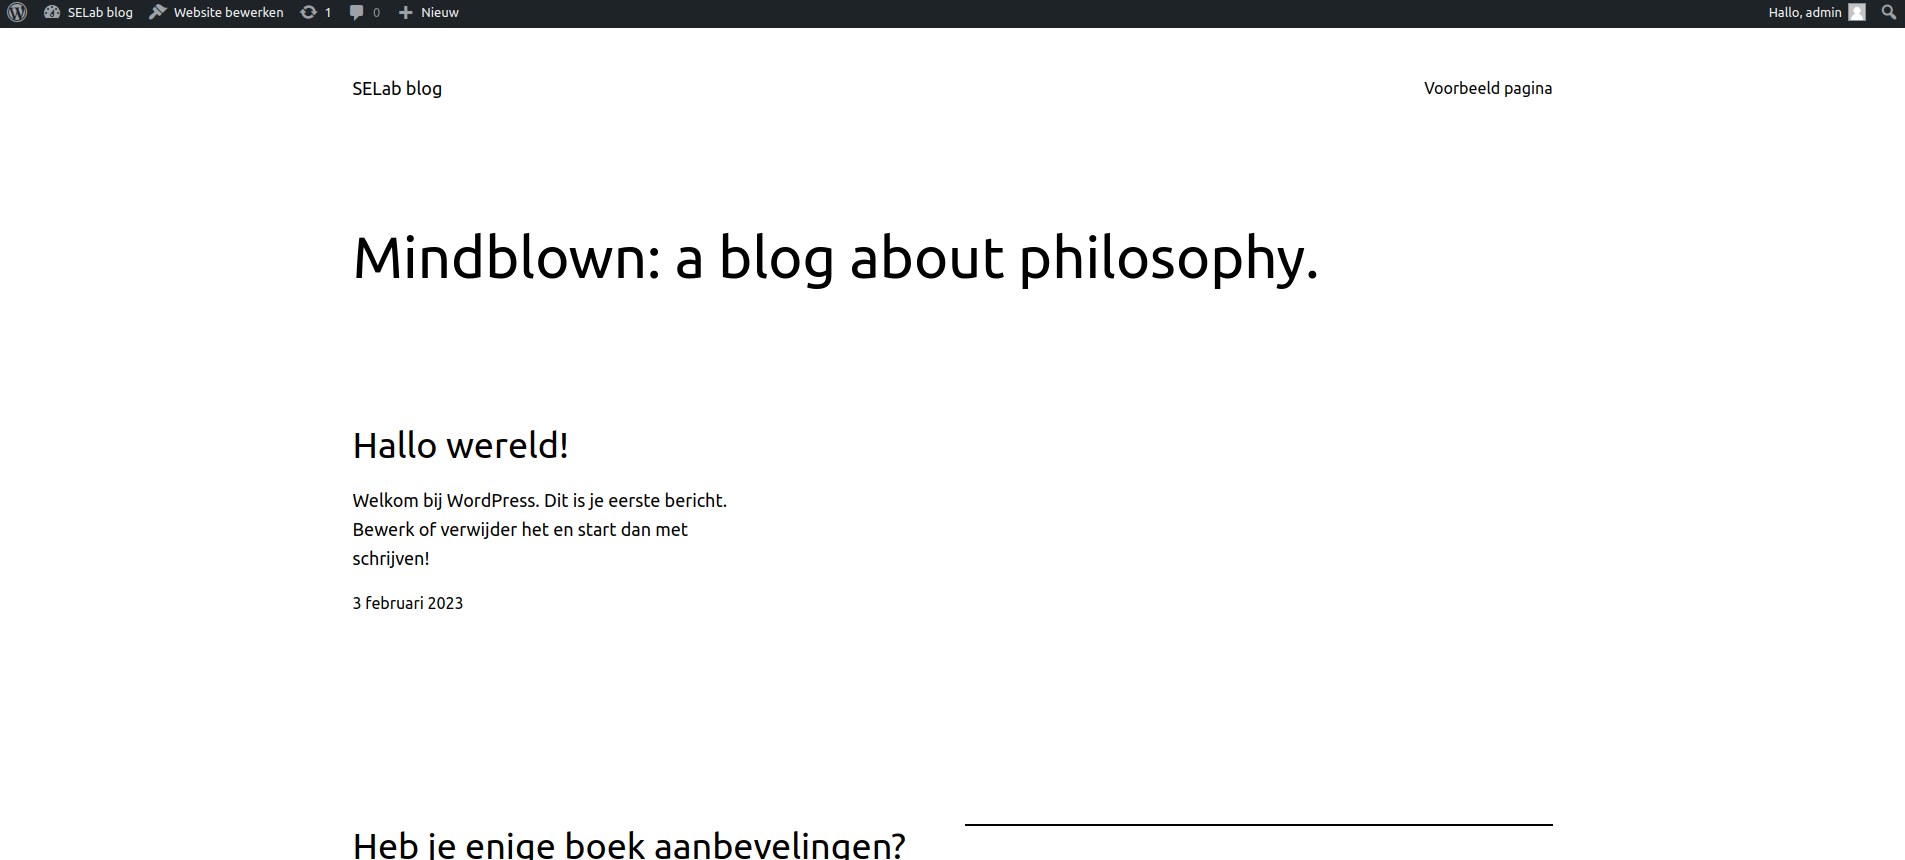 SELab blog Website bewerken 1 0 Nieuw Hallo, admin
SELab blog Voorbeeld pagina
Mindblown: a blog about philosophy.
Hallo wereld!
Welkom bij WordPress. Dit is je eerste bericht.
Bewerk of verwijder het en start dan met
schrijven!
3 februari 2023
Heb je enige boek aanbevelingen?